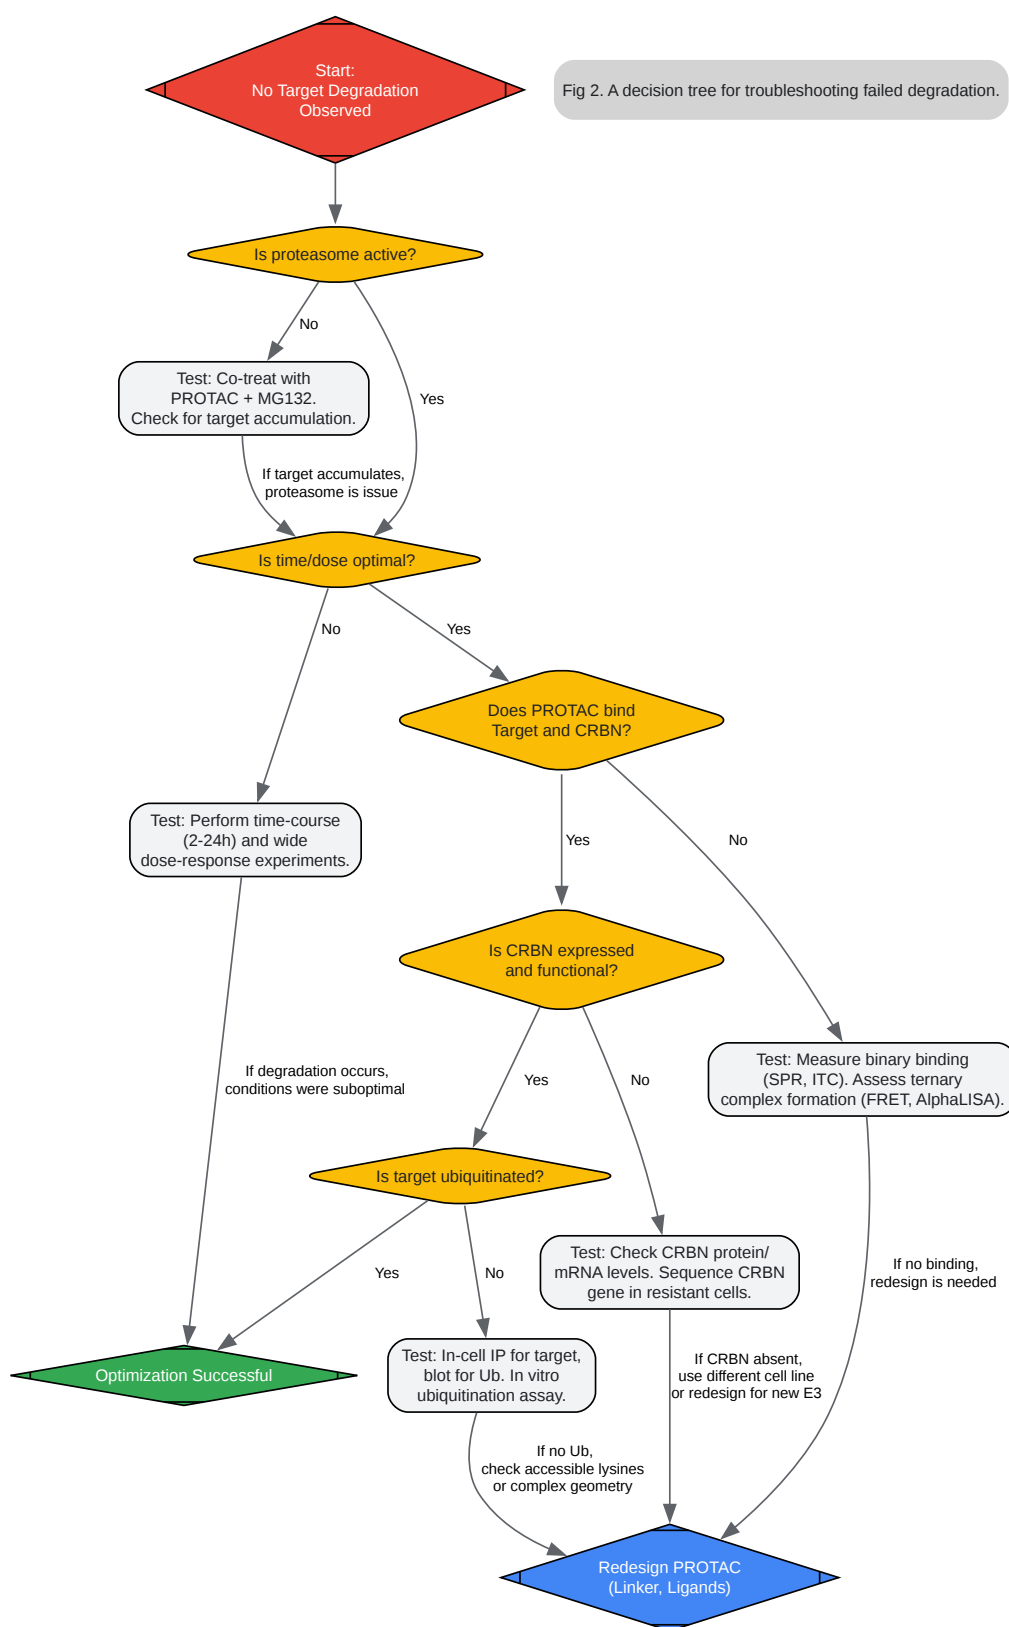 Start:
No Target Degradation
Observed
Fig 2. A decision tree for troubleshooting failed degradation.
Is proteasome active?
No
Yes
Test: Co-treat with
PROTAC + MG132.
Check for target accumulation.
If target accumulates,
proteasome is issue
Is time/dose optimal?
No
Yes
Does PROTAC bind
Target and CRBN?
Test: Perform time-course
(2-24h) and wide
dose-response experiments.
Yes
No
Is CRBN expressed
and functional?
Test: Measure binary binding
(SPR, ITC). Assess ternary
complex formation (FRET, AlphaLISA).
If degradation occurs,
conditions were suboptimal
Yes
No
Is target ubiquitinated?
Test: Check CRBN protein/
mRNA levels. Sequence CRBN
gene in resistant cells.
If no binding,
redesign is needed
Yes
No
Optimization Successful
Test: In-cell IP for target,
blot for Ub. In vitro
ubiquitination assay.
If CRBN absent,
use different cell line
or redesign for new E3
If no Ub,
check accessible lysines
or complex geometry
Redesign PROTAC
(Linker, Ligands)